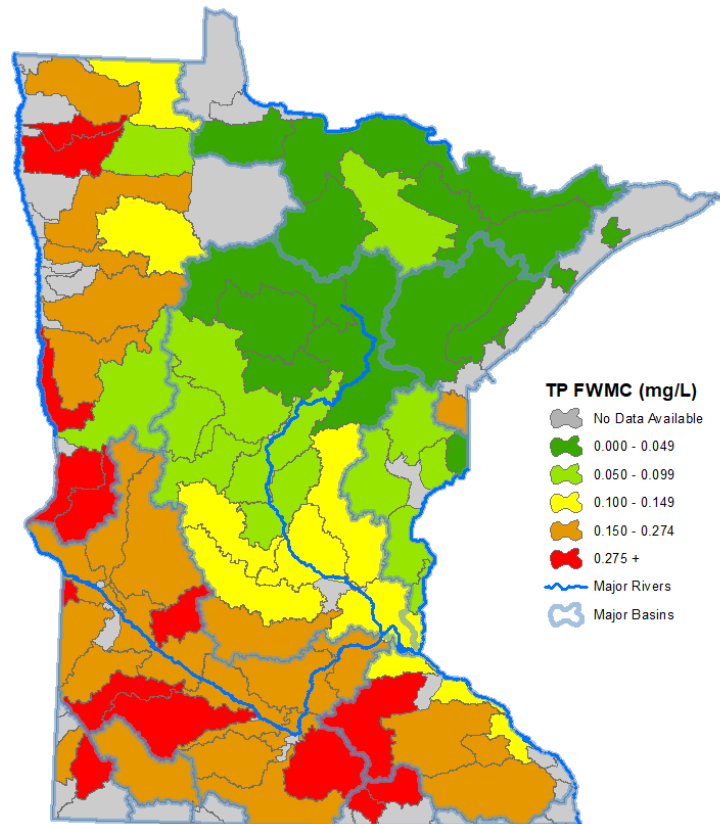 TP FWMC (mg/L)
No Data Available
0.000 - 0.049
0.050 - 0.099
0.100 - 0.149
0.150 - 0.274
0.275 +
Major Rivers
Major Basins